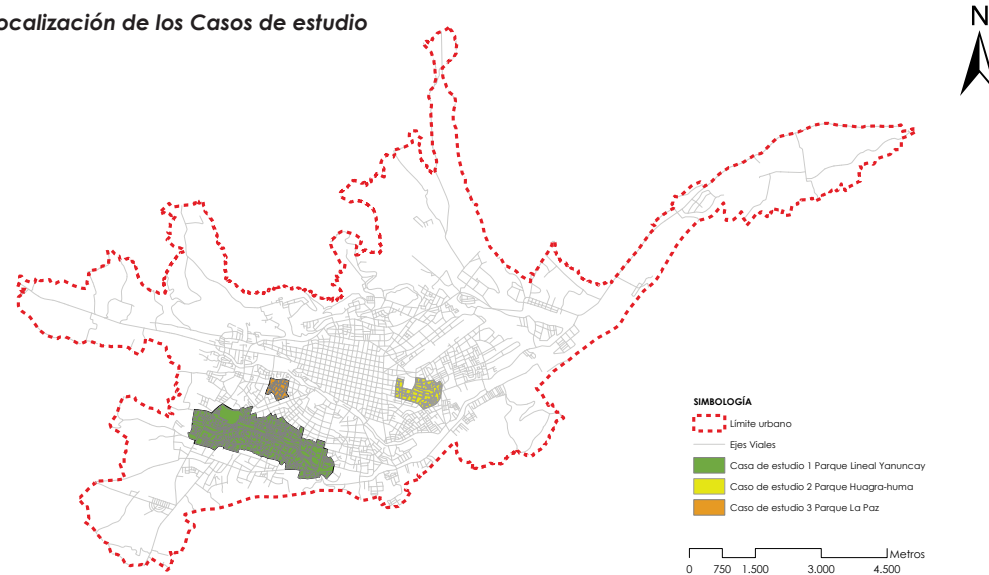 ocalización de los Casos de estudio
N
SIMBOLOGÍA
Límite urbano
Ejes Viales
Casa de estudio 1 Parque Lineal Yanuncay
Caso de estudio 2 Parque Huagra-huma
Caso de estudio 3 Parque La Paz
Metros
0 750 1.500 3.000 4.500